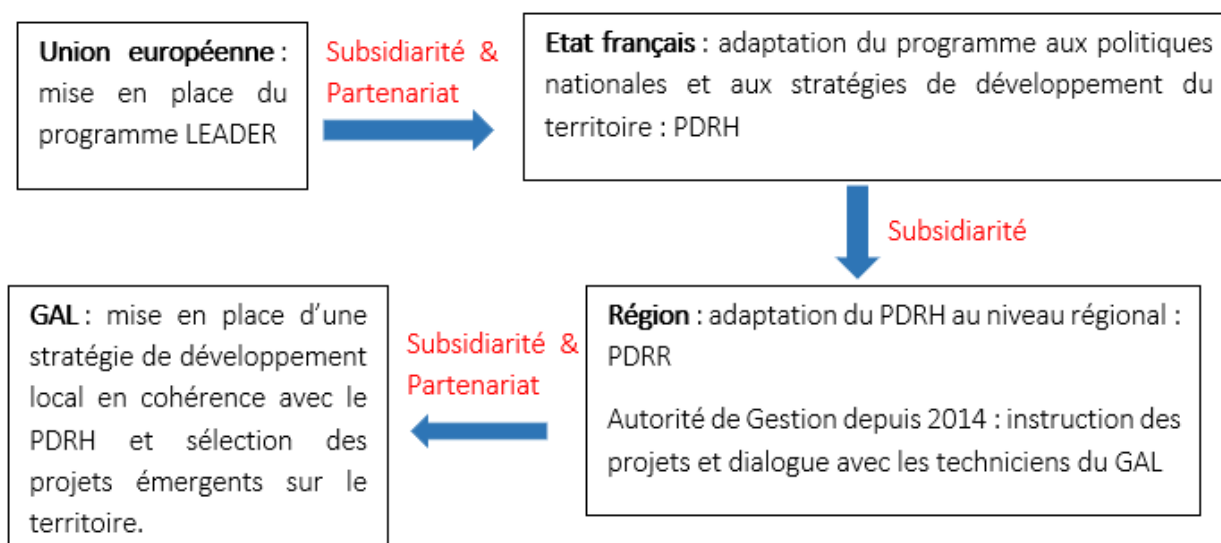 Union européenne :
mise en place du
programme LEADER
Subsidiarité &
Partenariat
Etat français : adaptation du programme aux politiques
nationales et aux stratégies de développement du
territoire : PDRH
Subsidiarité
Région : adaptation du PDRH au niveau régional :
PDRR
Autorité de Gestion depuis 2014 : instruction des
projets et dialogue avec les techniciens du GAL
Subsidiarité &
Partenariat
GAL : mise en place d’une
stratégie de développement
local en cohérence avec le
PDRH et sélection des
projets émergents sur le
territoire.